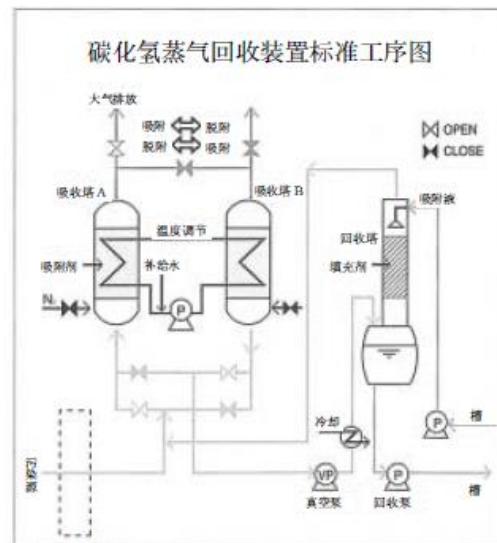 碳化氢蒸气回收装置标准工序图
大气排放
吸附 脱附
脱附 吸附
OPEN
CLOSE
吸收塔 A
吸收塔 B
吸附液
温度调节
回收塔
吸附剂
补给水
填充剂
N₂
P
冷却
P
槽
VP
P
真空泵
回收泵
槽